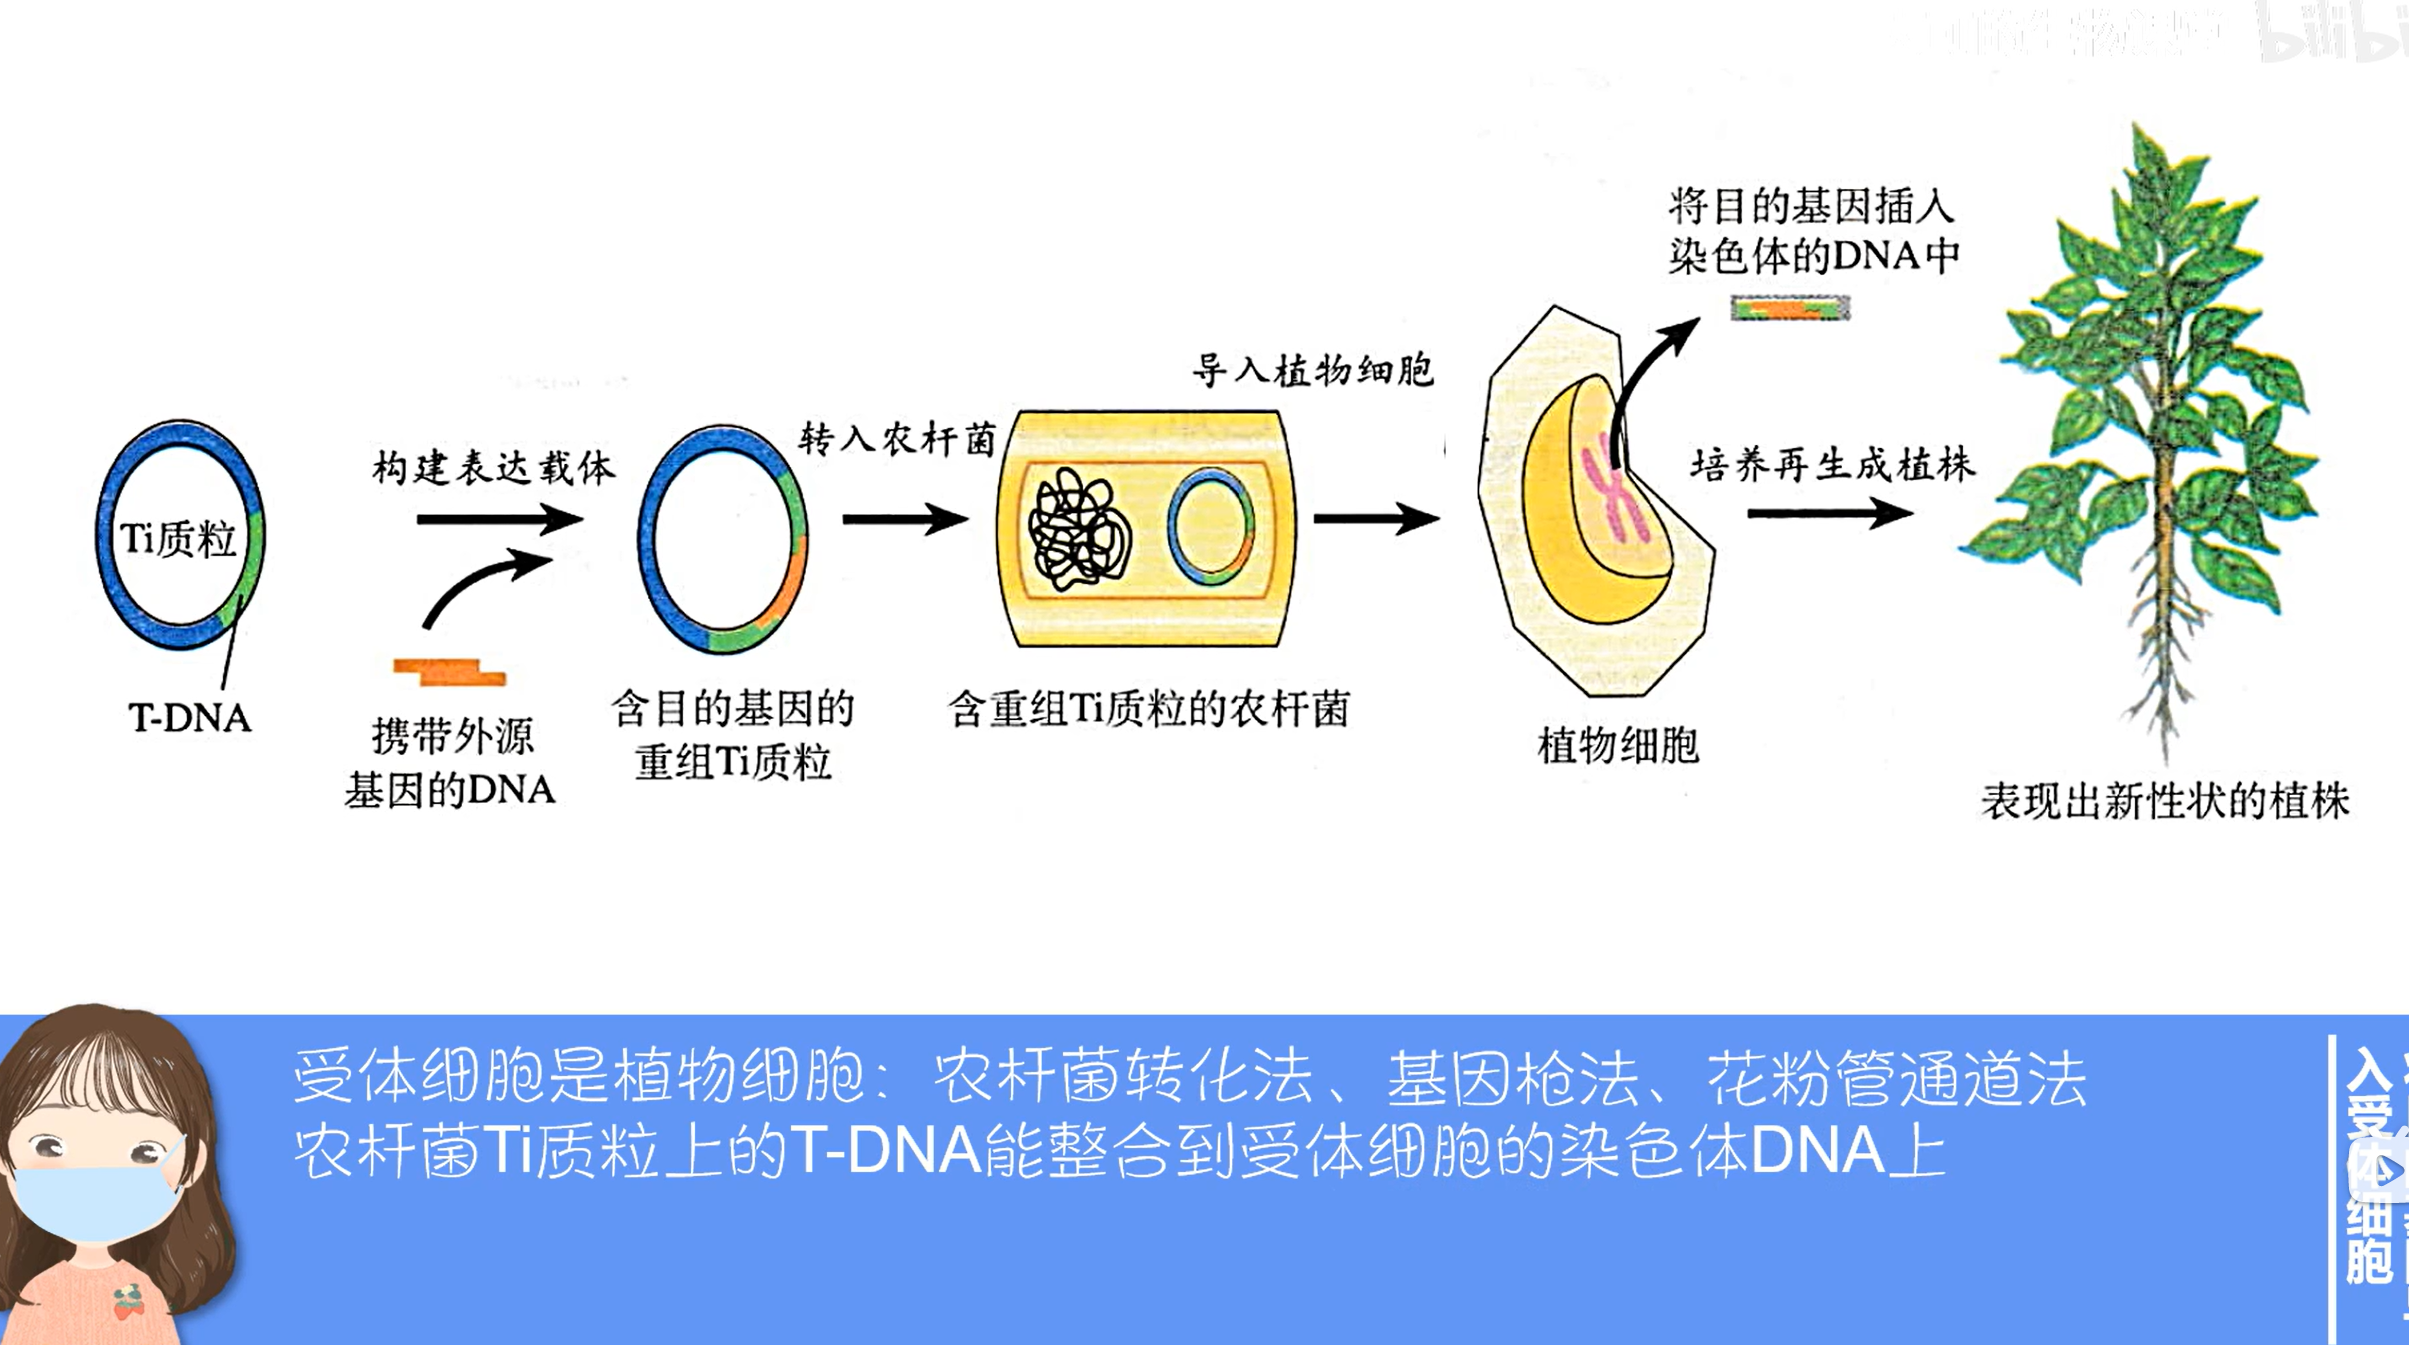 将目的基因插入
染色体的DNA中
导入植物细胞
转入农杆菌
构建表达载体
培养再生成植株
Ti质粒
T-DNA
携带外源
基因的DNA
含目的基因的
重组Ti质粒
含重组Ti质粒的农杆菌
植物细胞
表现出新性状的植株
受体细胞是植物细胞：农杆菌转化法、基因枪法、花粉管通道法
农杆菌Ti质粒上的T-DNA能整合到受体细胞的染色体DNA上
入受体细胞